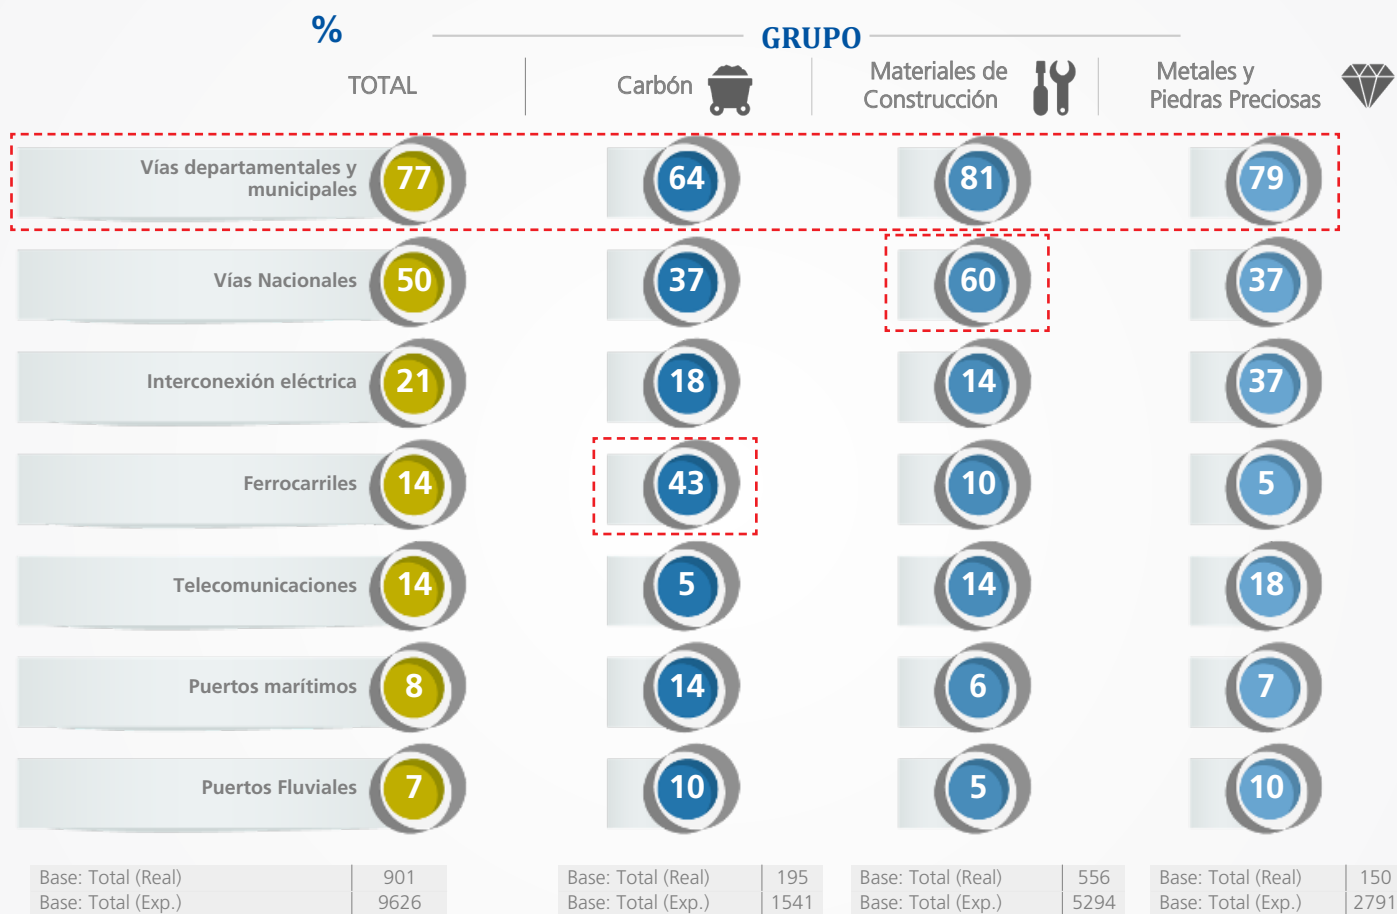 %
GRUPO
TOTAL
Carbón
Materiales de
Construcción
Metales y
Piedras Preciosas
Vías departamentales y
municipales
77
64
81
79
Vías Nacionales
50
37
60
37
Interconexión eléctrica
21
18
14
37
Ferrocarriles
14
43
10
5
Telecomunicaciones
14
5
14
18
Puertos marítimos
8
14
6
7
Puertos Fluviales
7
10
5
10
Base: Total (Real) 901
Base: Total (Exp.) 9626
Base: Total (Real) 195
Base: Total (Exp.) 1541
Base: Total (Real) 556
Base: Total (Exp.) 5294
Base: Total (Real) 150
Base: Total (Exp.) 2791